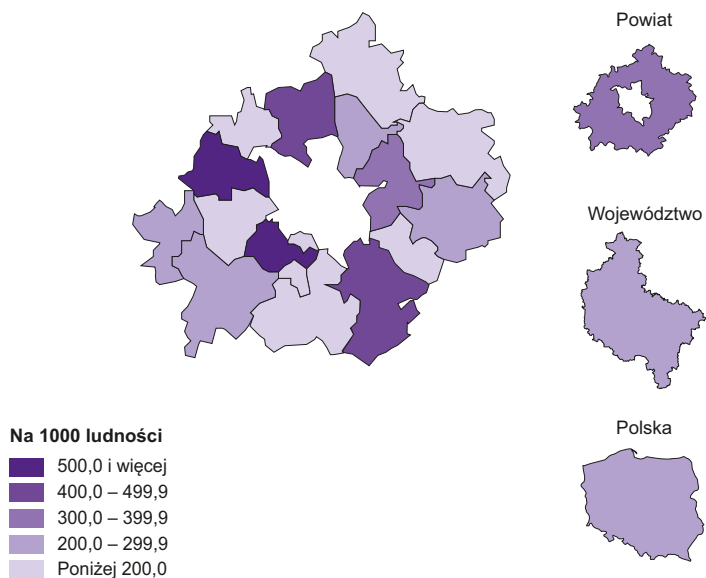 Powiat
Województwo
Polska
Na 1000 ludności
500,0 i więcej
400,0 – 499,9
300,0 – 399,9
200,0 – 299,9
Poniżej 200,0